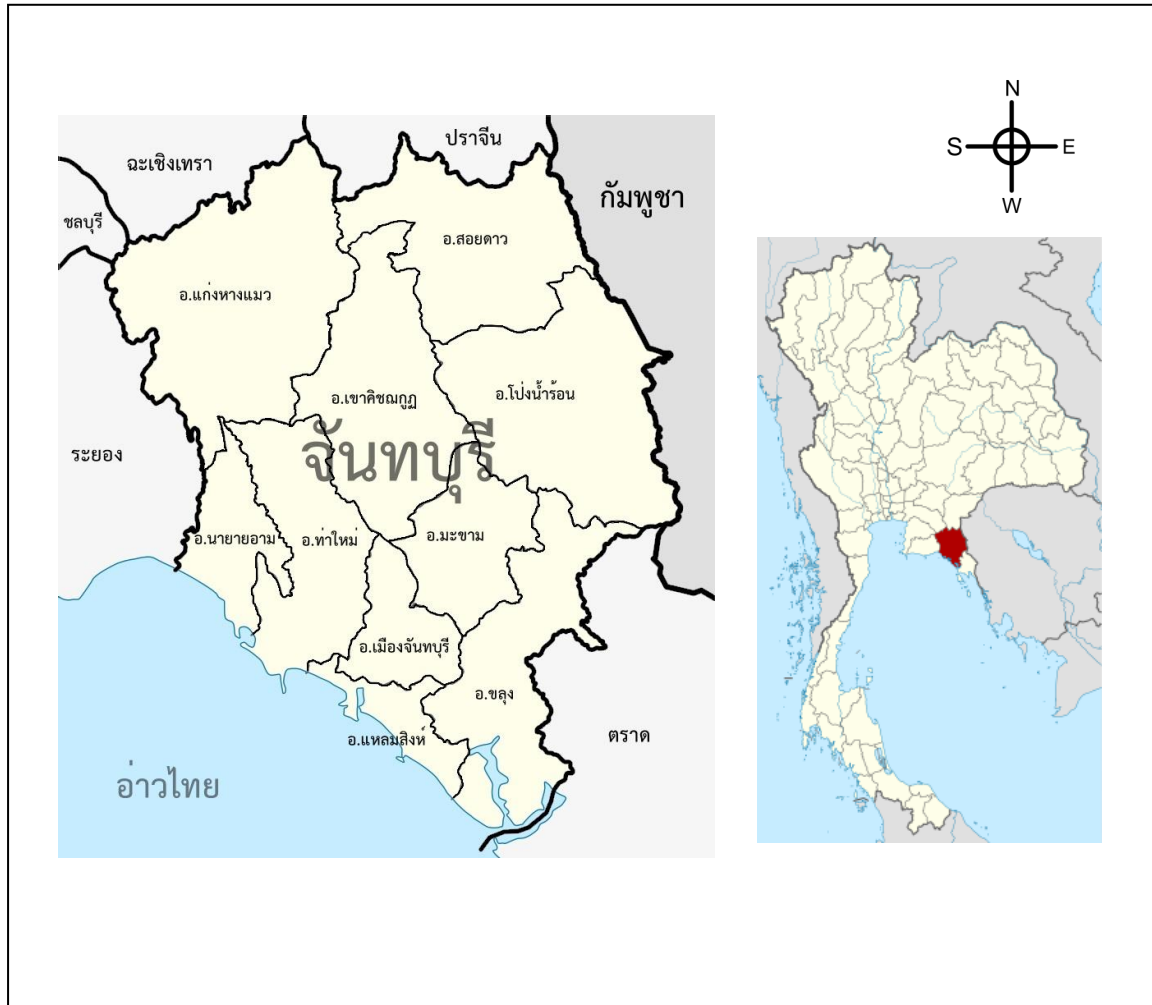 ปราจีน
ฉะเชิงเทรา
กัมพูชา
ชลบุรี
อ.สอยดาว
อ.แก่งหางแมว
อ.โป่งน้ำร้อน
อ.เขาคิชฌกูฏ
จันทบุรี
ระยอง
อ.นายายอาม
อ.ท่าใหม่
อ.มะขาม
อ.เมืองจันทบุรี
อ.ขลุง
อ.แหลมสิงห์
ตราด
อ่าวไทย
N
S
E
W